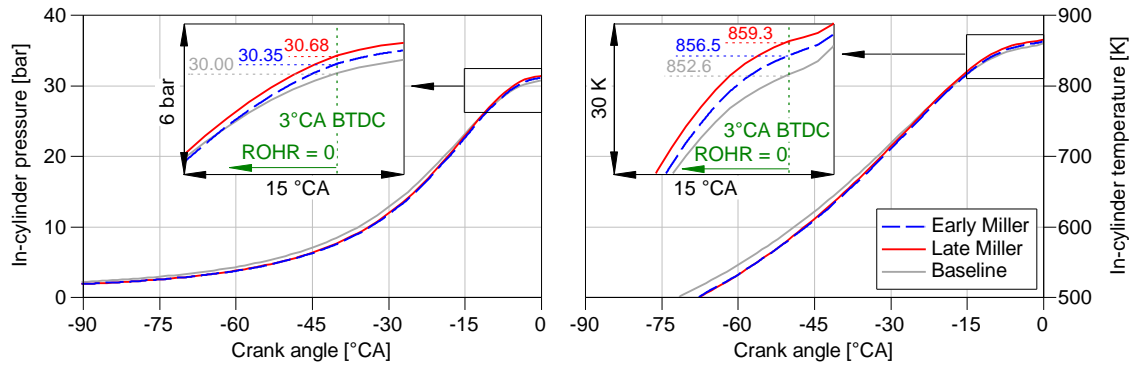 In-cylinder pressure [bar]
40
30
20
10
0
6 bar
30.68
30.35
30.00
3°CA BTDC
ROHR = 0
15 °CA
-90
-75
-60
-45
-30
-15
0
Crank angle [°CA]
30 K
859.3
856.5
852.6
3°CA BTDC
ROHR = 0
15 °CA
Early Miller
Late Miller
Baseline
-90
-75
-60
-45
-30
-15
0
Crank angle [°CA]
900
800
700
600
500
In-cylinder temperature [K]